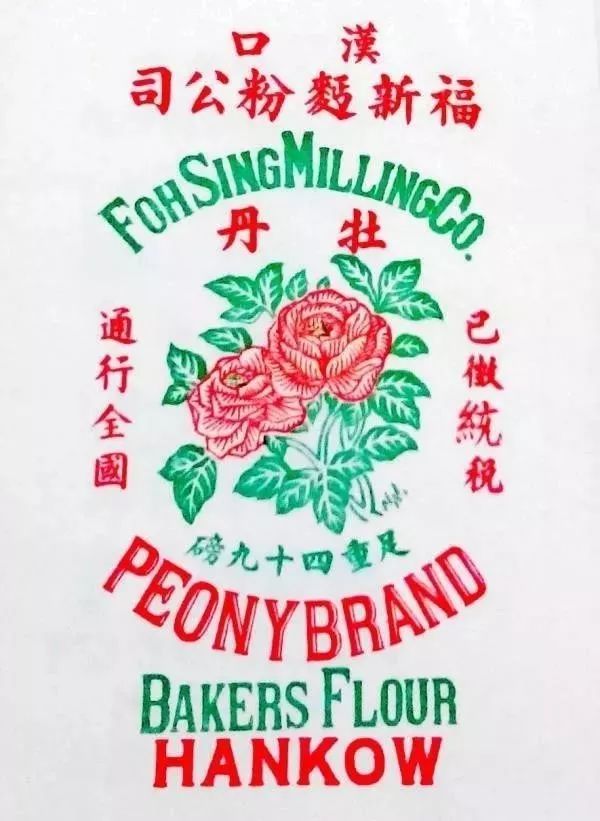 漢口
福新麵粉公司
FOH SING MILLING CO.
牡丹
已徵統税
通行全國
足重四十九磅
PEONY BRAND
BAKERS FLOUR
HANKOW